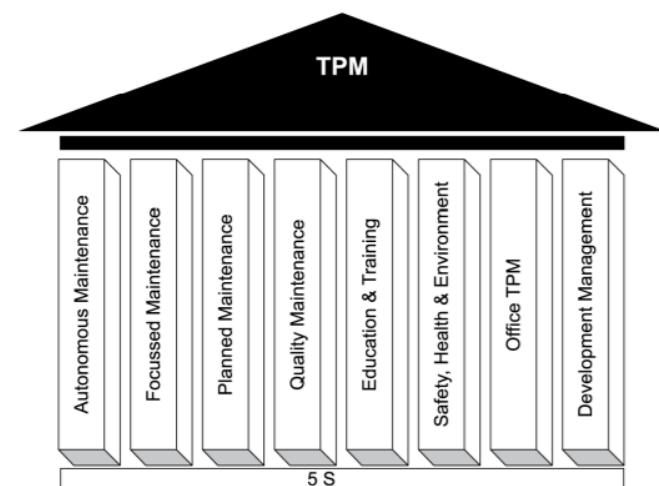 TPM
Autonomous Maintenance
Focussed Maintenance
Planned Maintenance
Quality Maintenance
Education & Training
Safety, Health & Environment
Office TPM
Development Management
5 S